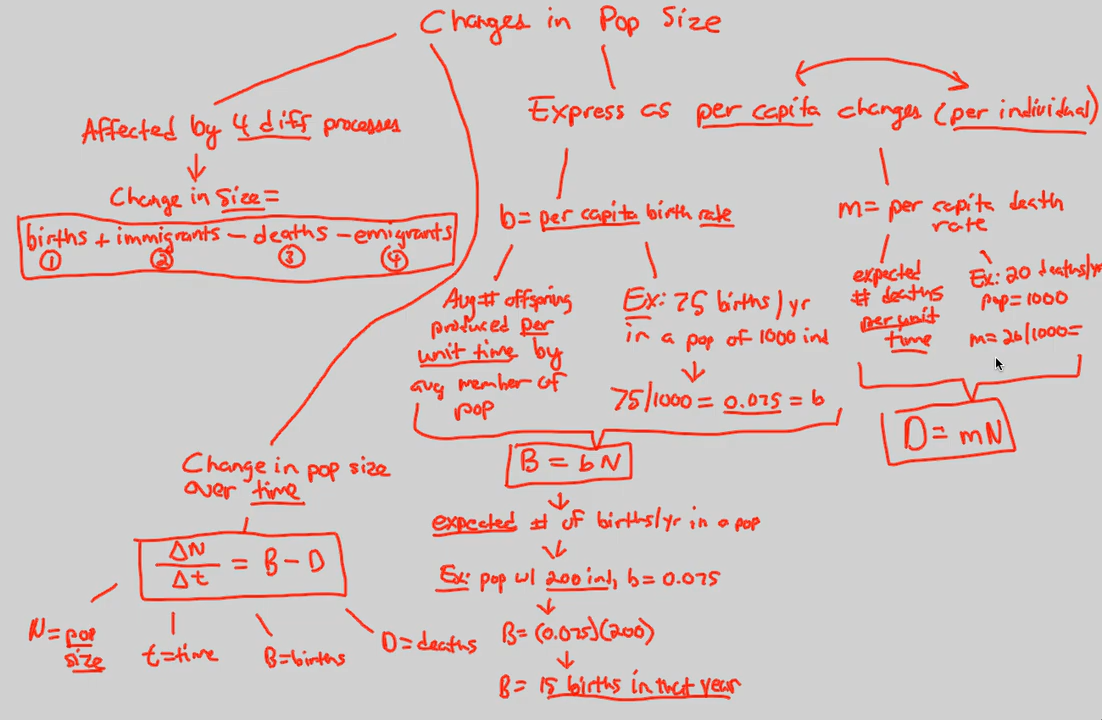 Changes in Pop Size
Affected by 4 diff processes
Change in size =
births + immigrants − deaths − emigrants
① ② ③ ④
Change in pop size
over time
ΔN/Δt = B − D
N = pop
size
t = time
B = births
D = deaths
Express as per capita changes (per individual)
b = per capita birth rate
Avg # offspring
produced per
unit time by
avg member of
pop
Ex: 75 births/yr
in a pop of 1000 ind
75/1000 = 0.075 = b
B = bN
expected # of births/yr in a pop
Ex: pop w/ 200 ind, b = 0.075
B = (0.075)(200)
B = 15 births in that year
m = per capita death
rate
expected
# deaths
per unit
time
Ex: 20 deaths/yr
pop = 1000
m = 20/1000 =
D = mN